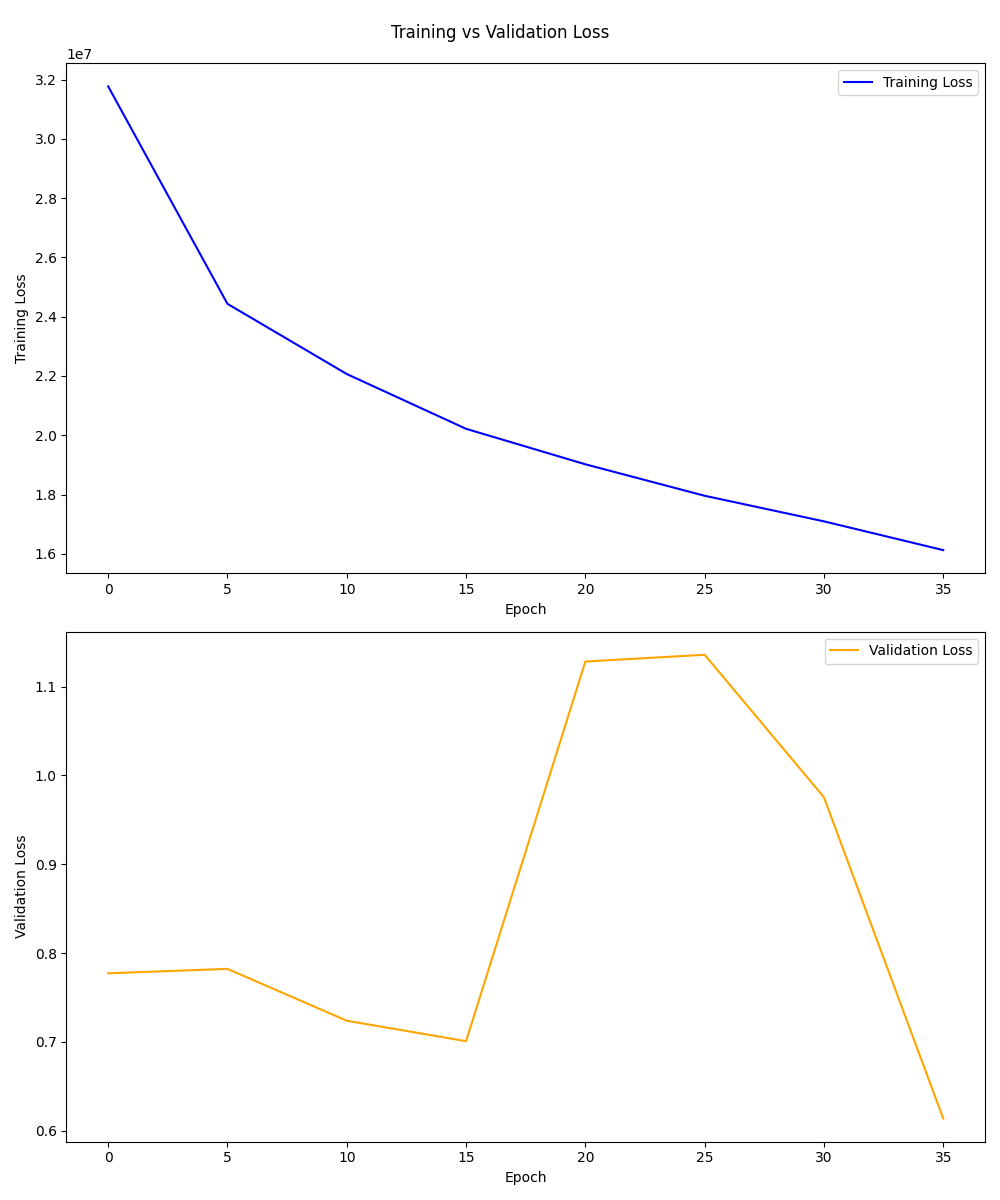 Training vs Validation Loss
1e7
Training Loss
3.2
3.0
2.8
2.6
2.4
2.2
2.0
1.8
1.6
Training Loss
0 5 10 15 20 25 30 35
Epoch
Validation Loss
1.1
1.0
0.9
0.8
0.7
0.6
Validation Loss
0 5 10 15 20 25 30 35
Epoch